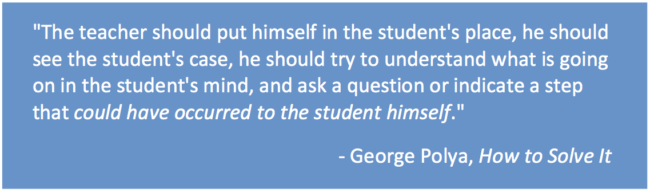 "The teacher should put himself in the student's place, he should
see the student's case, he should try to understand what is going
on in the student's mind, and ask a question or indicate a step
that could have occurred to the student himself."
- George Polya, How to Solve It